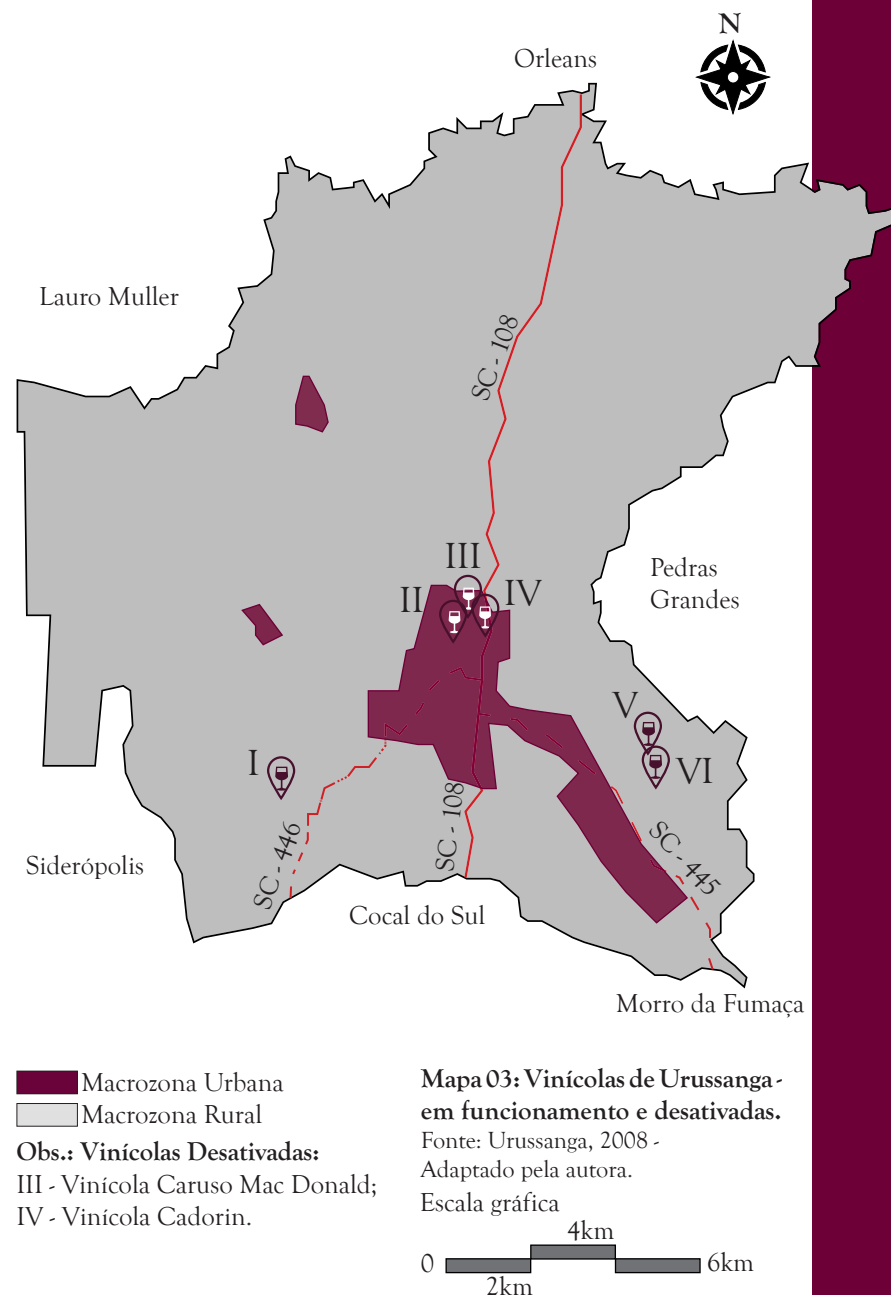 N
Orleans
Lauro Muller
SC - 108
III
II
IV
Pedras
Grandes
V
I
VI
SC - 108
SC - 446
SC - 445
Siderópolis
Cocal do Sul
Morro da Fumaça
Macrozona Urbana
Macrozona Rural
Obs.: Vinícolas Desativadas:
III - Vinícola Caruso Mac Donald;
IV - Vinícola Cadorin.
Mapa 03: Vinícolas de Urussanga -
em funcionamento e desativadas.
Fonte: Urussanga, 2008 -
Adaptado pela autora.
Escala gráfica
4km
0
6km
2km